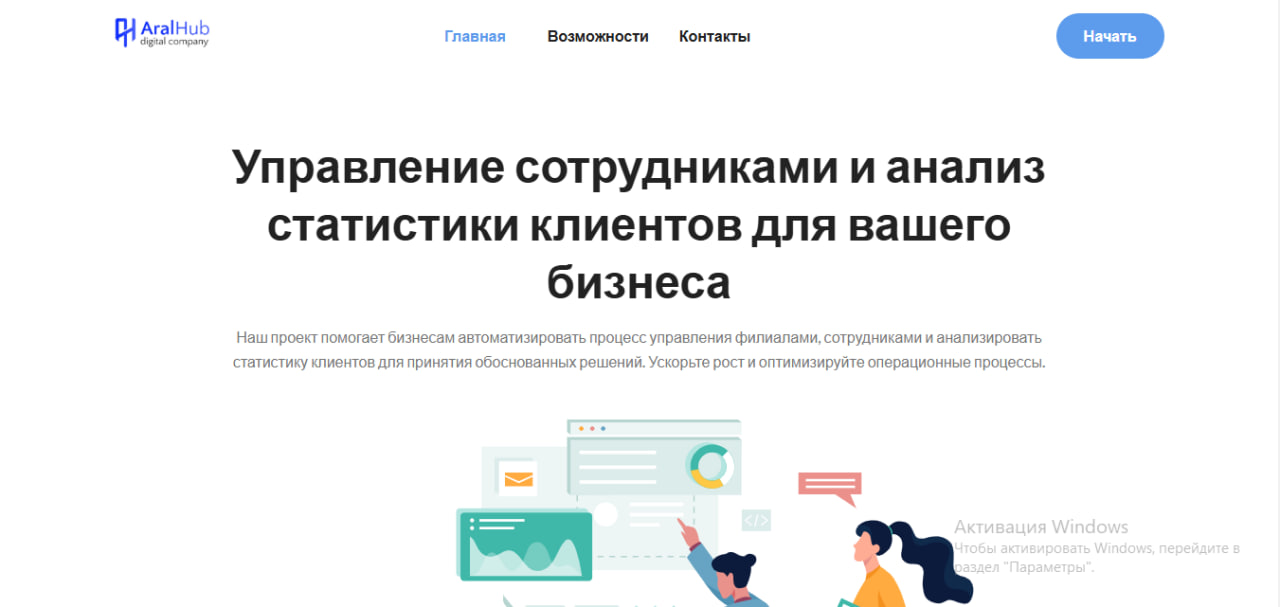 AralHub
digital company
Главная Возможности Контакты Начать
Управление сотрудниками и анализ
статистики клиентов для вашего
бизнеса
Наш проект помогает бизнесам автоматизировать процесс управления филиалами, сотрудниками и анализировать
статистику клиентов для принятия обоснованных решений. Ускорьте рост и оптимизируйте операционные процессы.
</>
Активация Windows
Чтобы активировать Windows, перейдите в
раздел "Параметры".